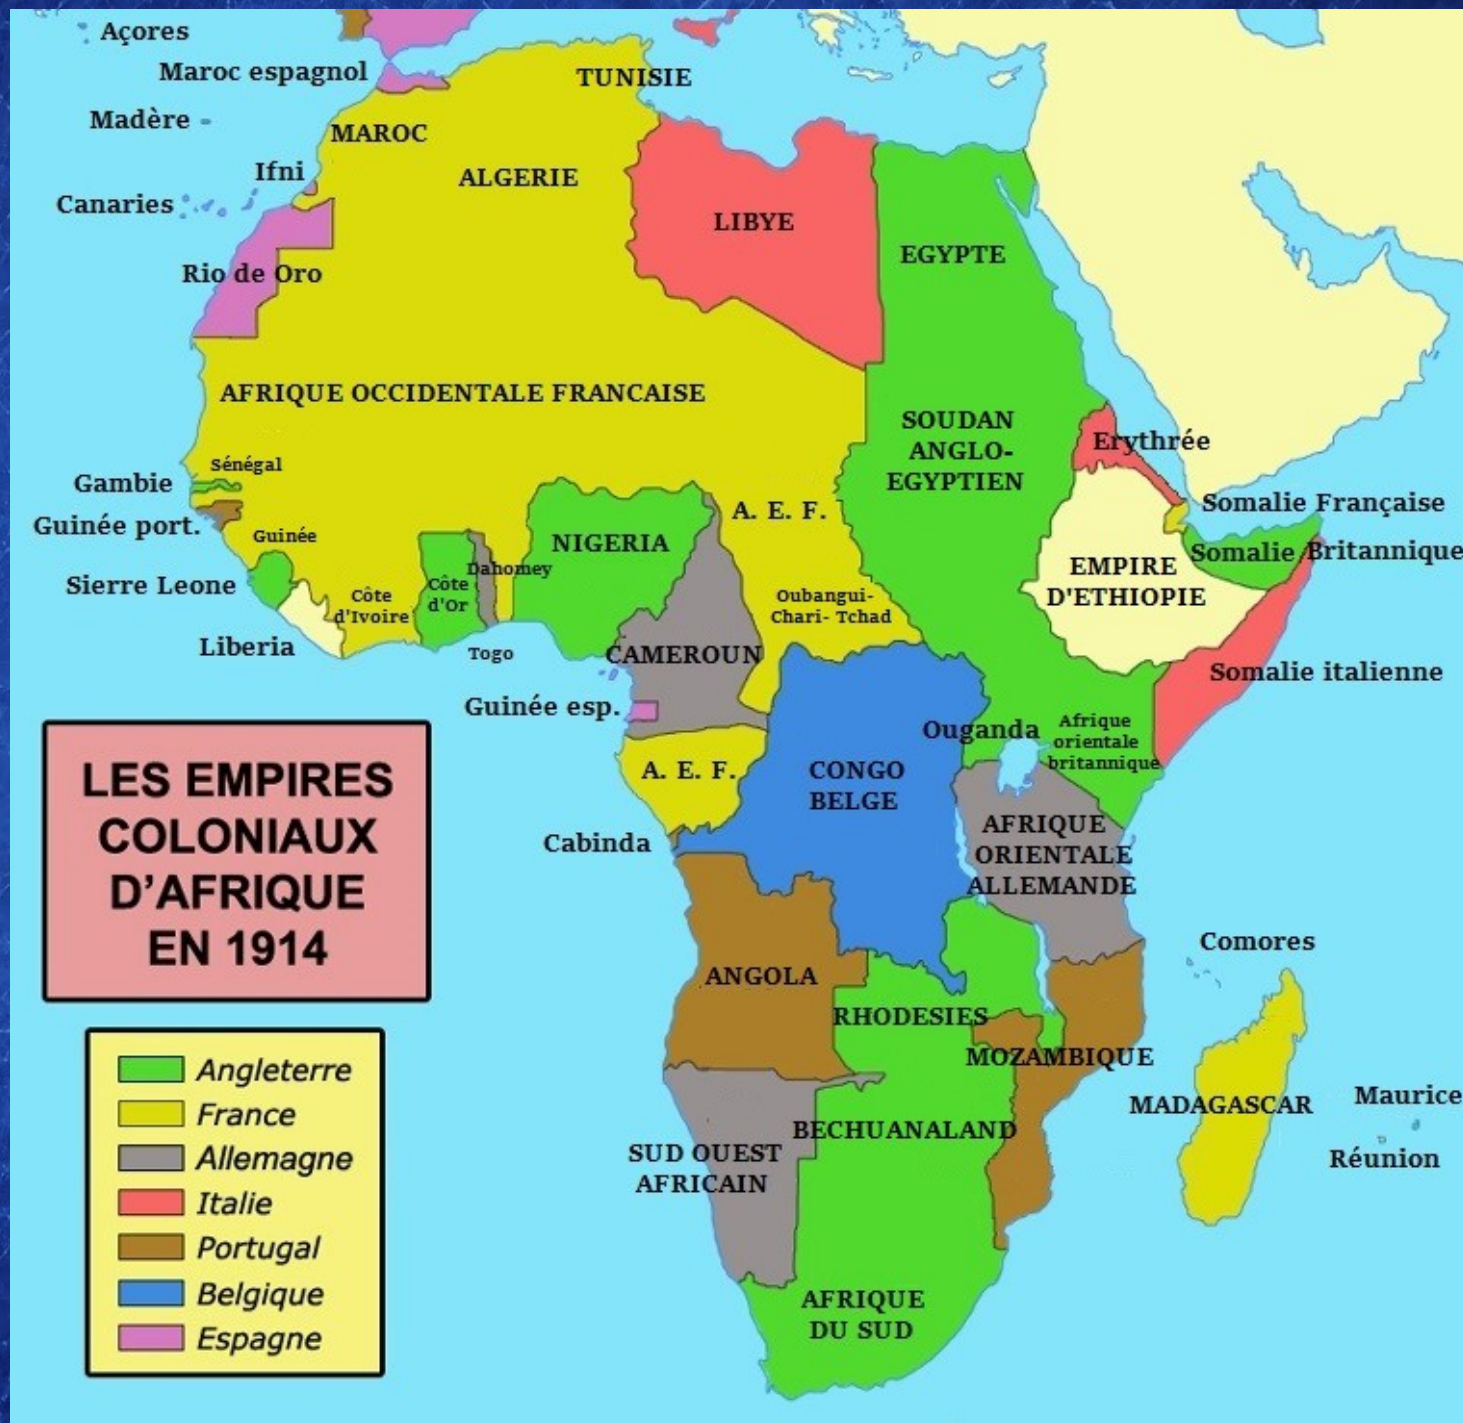 Açores
Maroc espagnol
TUNISIE
Madère
MAROC
Ifni
ALGERIE
Canaries
LIBYE
EGYPTE
Rio de Oro
AFRIQUE OCCIDENTALE FRANCAISE
SOUDAN
ANGLO-
EGYPTIEN
Erythrée
Sénégal
Gambie
A. E. F.
Somalie Française
Guinée port.
Guinée
NIGERIA
Somalie Britannique
Dahomey
EMPIRE
D'ETHIOPIE
Sierre Leone
Côte
d'Ivoire
Côte
d'Or
Oubangui-
Chari- Tchad
Liberia
Togo
CAMEROUN
Somalie italienne
Guinée esp.
Ouganda
Afrique
orientale
britannique
A. E. F.
CONGO
BELGE
Cabinda
AFRIQUE
ORIENTALE
ALLEMANDE
Comores
ANGOLA
RHODESIES
MOZAMBIQUE
MADAGASCAR
Maurice
BECHUANALAND
SUD OUEST
AFRICAIN
Réunion
AFRIQUE
DU SUD
LES EMPIRES
COLONIAUX
D’AFRIQUE
EN 1914
Angleterre
France
Allemagne
Italie
Portugal
Belgique
Espagne